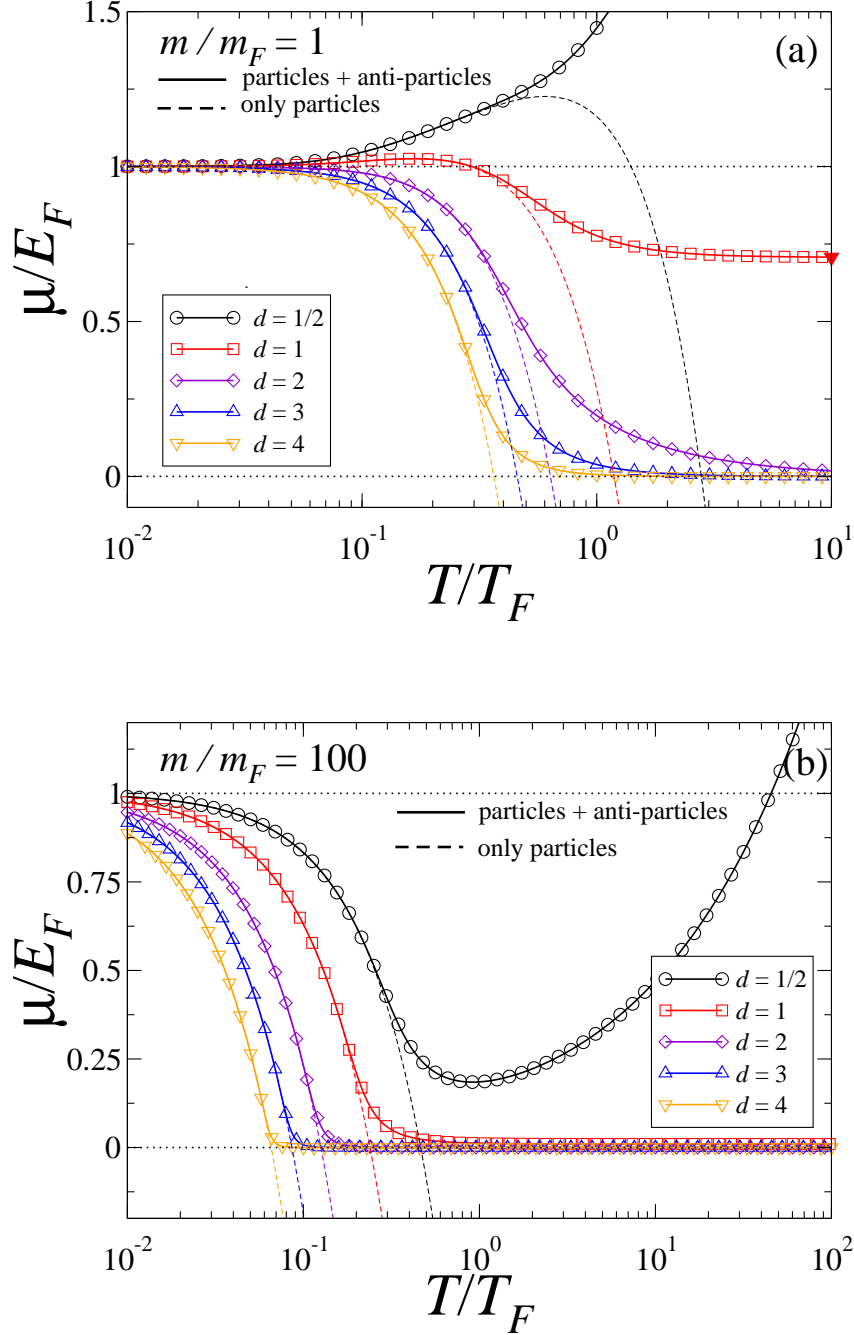 1.5
m / m_F = 1
(a)
particles + anti-particles
only particles
1
μ/E_F
0.5
d = 1/2
d = 1
d = 2
d = 3
d = 4
0
10^-2
10^-1
10^0
10^1
T/T_F
m / m_F = 100
(b)
1
particles + anti-particles
only particles
0.75
μ/E_F
0.5
d = 1/2
d = 1
d = 2
d = 3
d = 4
0.25
0
10^-2
10^-1
10^0
10^1
10^2
T/T_F